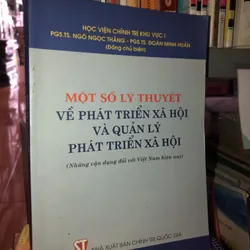 HỌC VIỆN CHÍNH TRỊ KHU VỰC I
PGS.TS. NGÔ NGỌC THẮNG - PGS.TS. ĐOÀN MINH HUẤN
(Đồng chủ biên)
MỘT SỐ LÝ THUYẾT
VỀ PHÁT TRIỂN XÃ HỘI
VÀ QUẢN LÝ
PHÁT TRIỂN XÃ HỘI
(Những vận dụng đối với Việt Nam hiện nay)
NHÀ XUẤT BẢN CHÍNH TRỊ QUỐC GIA